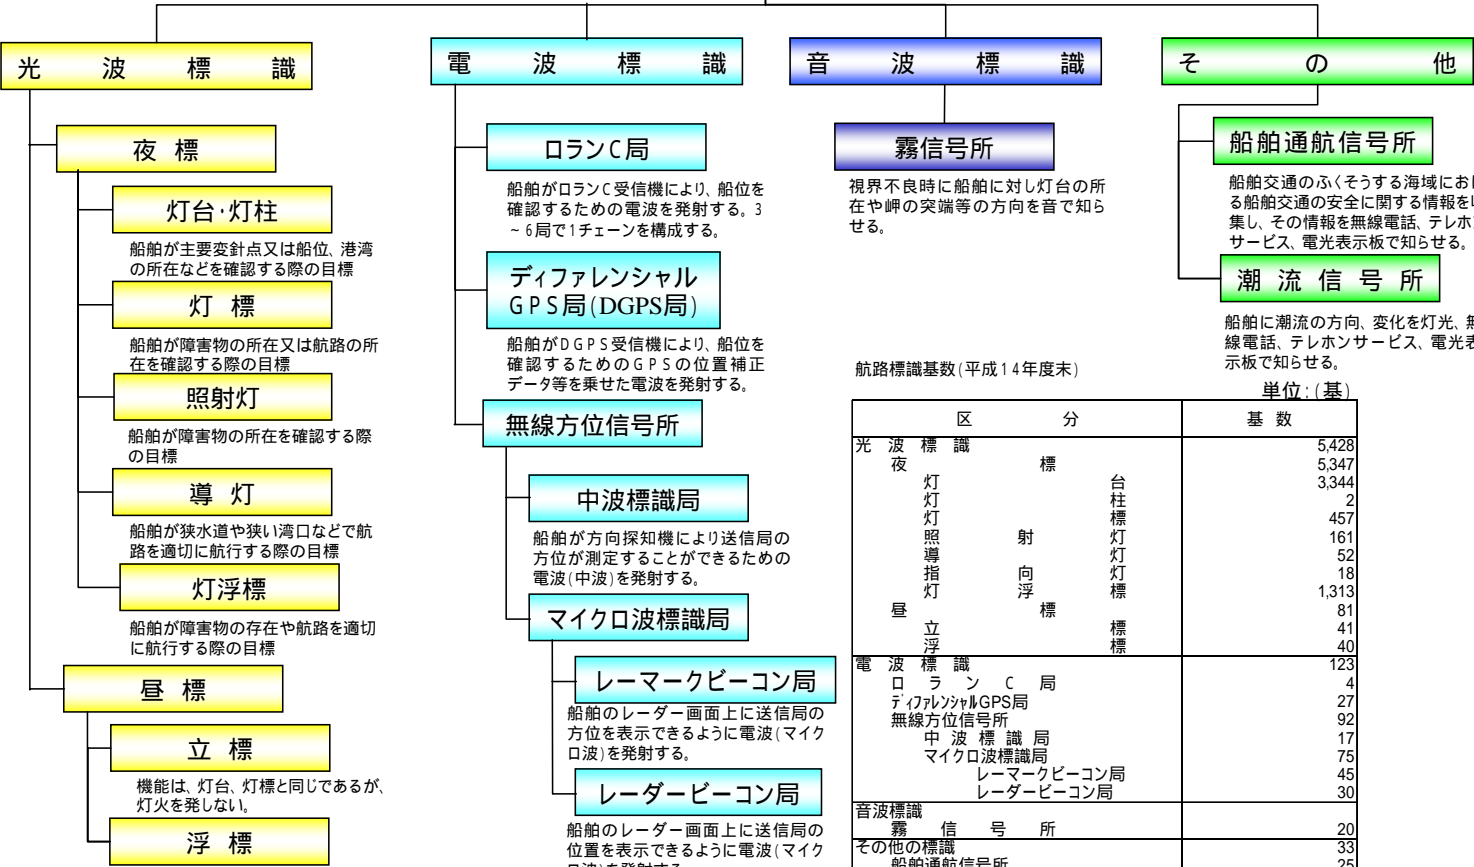 光波標識
夜標
灯台・灯柱
船舶が主要変針点又は船位、港湾
の所在などを確認する際の目標
灯標
船舶が障害物の所在又は航路の所
在を確認する際の目標
照射灯
船舶が障害物の所在を確認する際
の目標
導灯
船舶が狭水道や狭い湾口などで航
路を適切に航行する際の目標
灯浮標
船舶が障害物の存在や航路を適切
に航行する際の目標
昼標
立標
機能は、灯台、灯標と同じであるが、
灯火を発しない。
浮標
電波標識
ロランC局
船舶がロランC受信機により、船位を
確認するための電波を発射する。3
~6局で1チェーンを構成する。
ディファレンシャル
GPS局(DGPS局)
船舶がDGPS受信機により、船位を
確認するためのGPSの位置補正
データ等を乗せた電波を発射する。
無線方位信号所
中波標識局
船舶が方向探知機により送信局の
方位が測定することができるための
電波(中波)を発射する。
マイクロ波標識局
レーマークビーコン局
船舶のレーダー画面上に送信局の
方位を表示できるように電波(マイク
ロ波)を発射する。
レーダービーコン局
船舶のレーダー画面上に送信局の
位置を表示できるように電波(マイク
音波標識
霧信号所
視界不良時に船舶に対し灯台の所
在や岬の突端等の方向を音で知ら
せる。
その他
船舶通航信号所
船舶交通のふくそうする海域にお
る船舶交通の安全に関する情報を
集し、その情報を無線電話、テレホ
サービス、電光表示板で知らせる。
潮流信号所
船舶に潮流の方向、変化を灯光、
線電話、テレホンサービス、電光表
示板で知らせる。
航路標識基数(平成14年度末)
単位:(基)
区分 基数
光波標識 5,428
夜標 5,347
灯台 3,344
灯柱 2
灯標 457
照射灯 161
導灯 52
指向灯 18
灯浮標 1,313
昼標 81
立標 41
浮標 40
電波標識 123
ロランC局 4
ディファレンシャルGPS局 27
無線方位信号所 92
中波標識局 17
マイクロ波標識局 75
レーマークビーコン局 45
レーダービーコン局 30
音波標識
霧信号所 20
その他の標識 33
船舶通航信号所 25